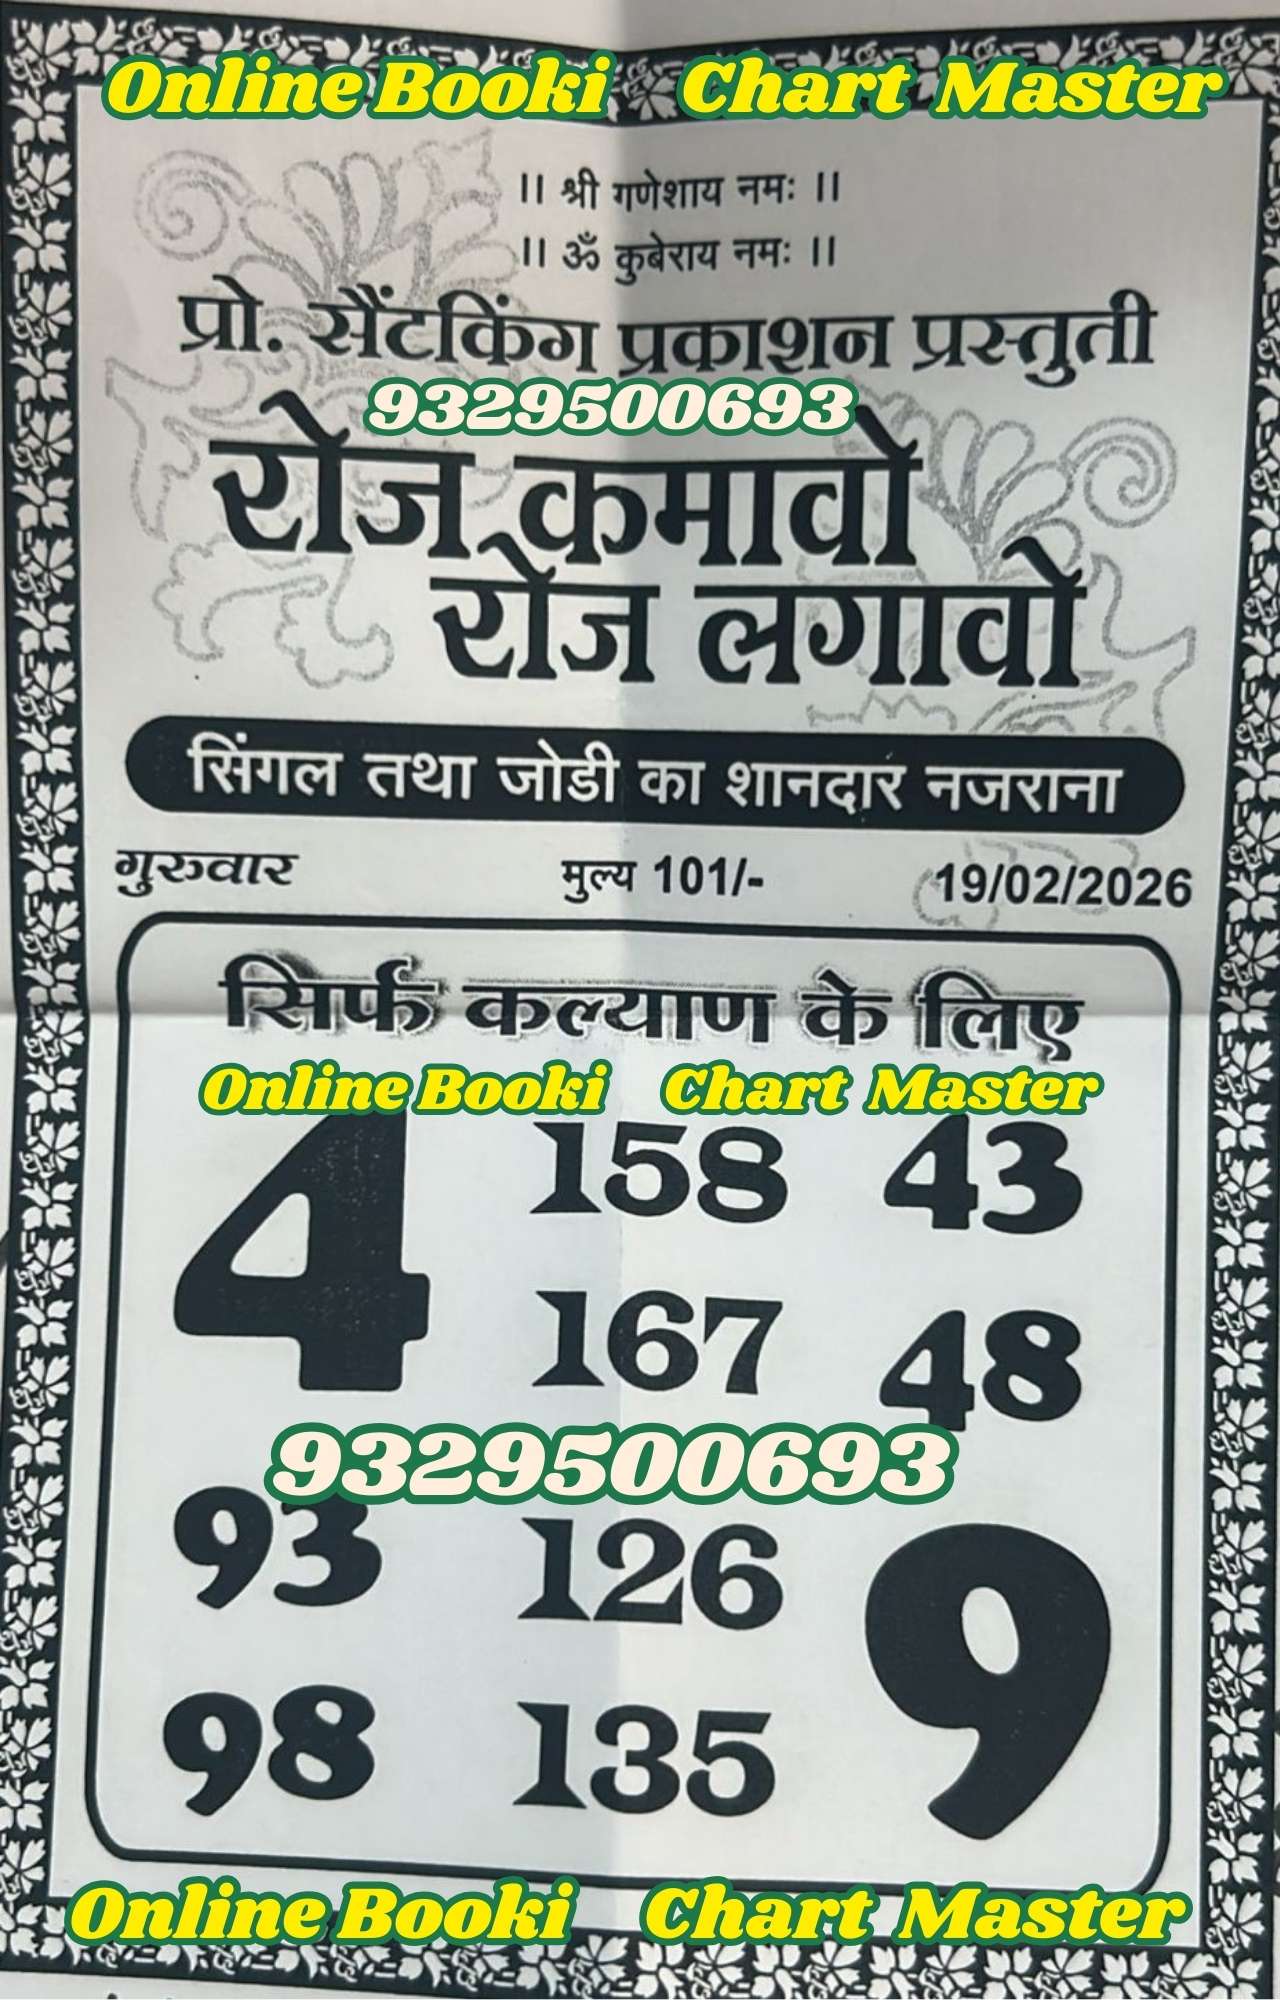 Online Booki Chart Master
।। श्री गणेशाय नमः ।।
।। ॐ कुबेराय नमः ।।
प्रो. सैंटकिंग प्रकाशन प्रस्तुती
9329500693
रोज कमावो
रोज लगावो
सिंगल तथा जोडी का शानदार नजराना
गुरुवार मुल्य 101/- 19/02/2026
सिर्फ कल्याण के लिए
Online Booki Chart Master
4 158 43
167 48
9329500693
93 126 9
98 135
Online Booki Chart Master